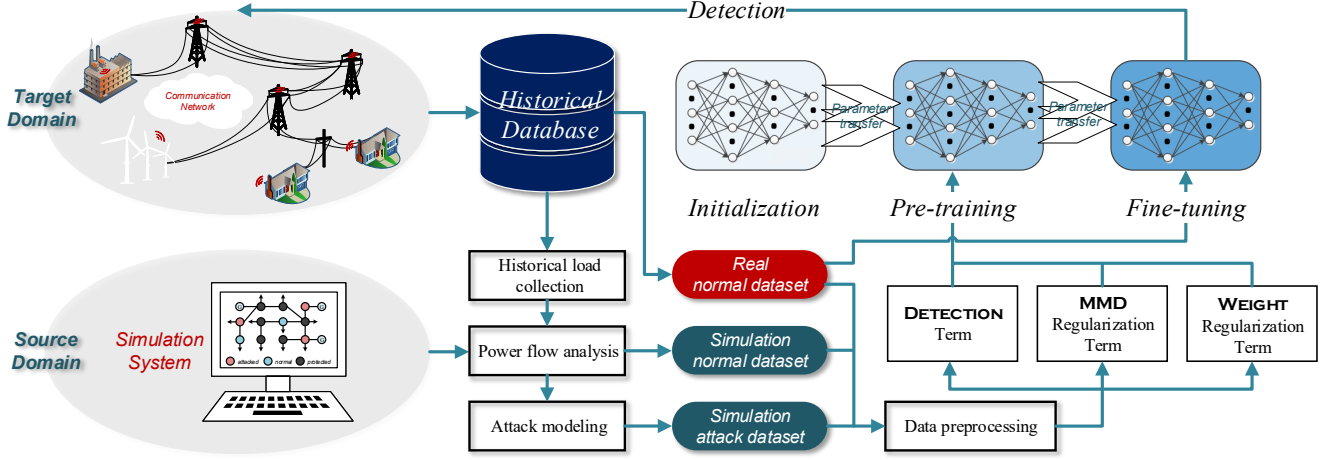 Detection
Target
Domain
Communication
Network
Historical
Database
Parameter
transfer
Parameter
transfer
Initialization
Pre-training
Fine-tuning
Source
Domain
Simulation
System
G
G
G
G
attacked
normal
protected
Historical load
collection
Power flow analysis
Attack modeling
Real
normal dataset
Simulation
normal dataset
Simulation
attack dataset
Data preprocessing
DETECTION
Term
MMD
Regularization
Term
WEIGHT
Regularization
Term